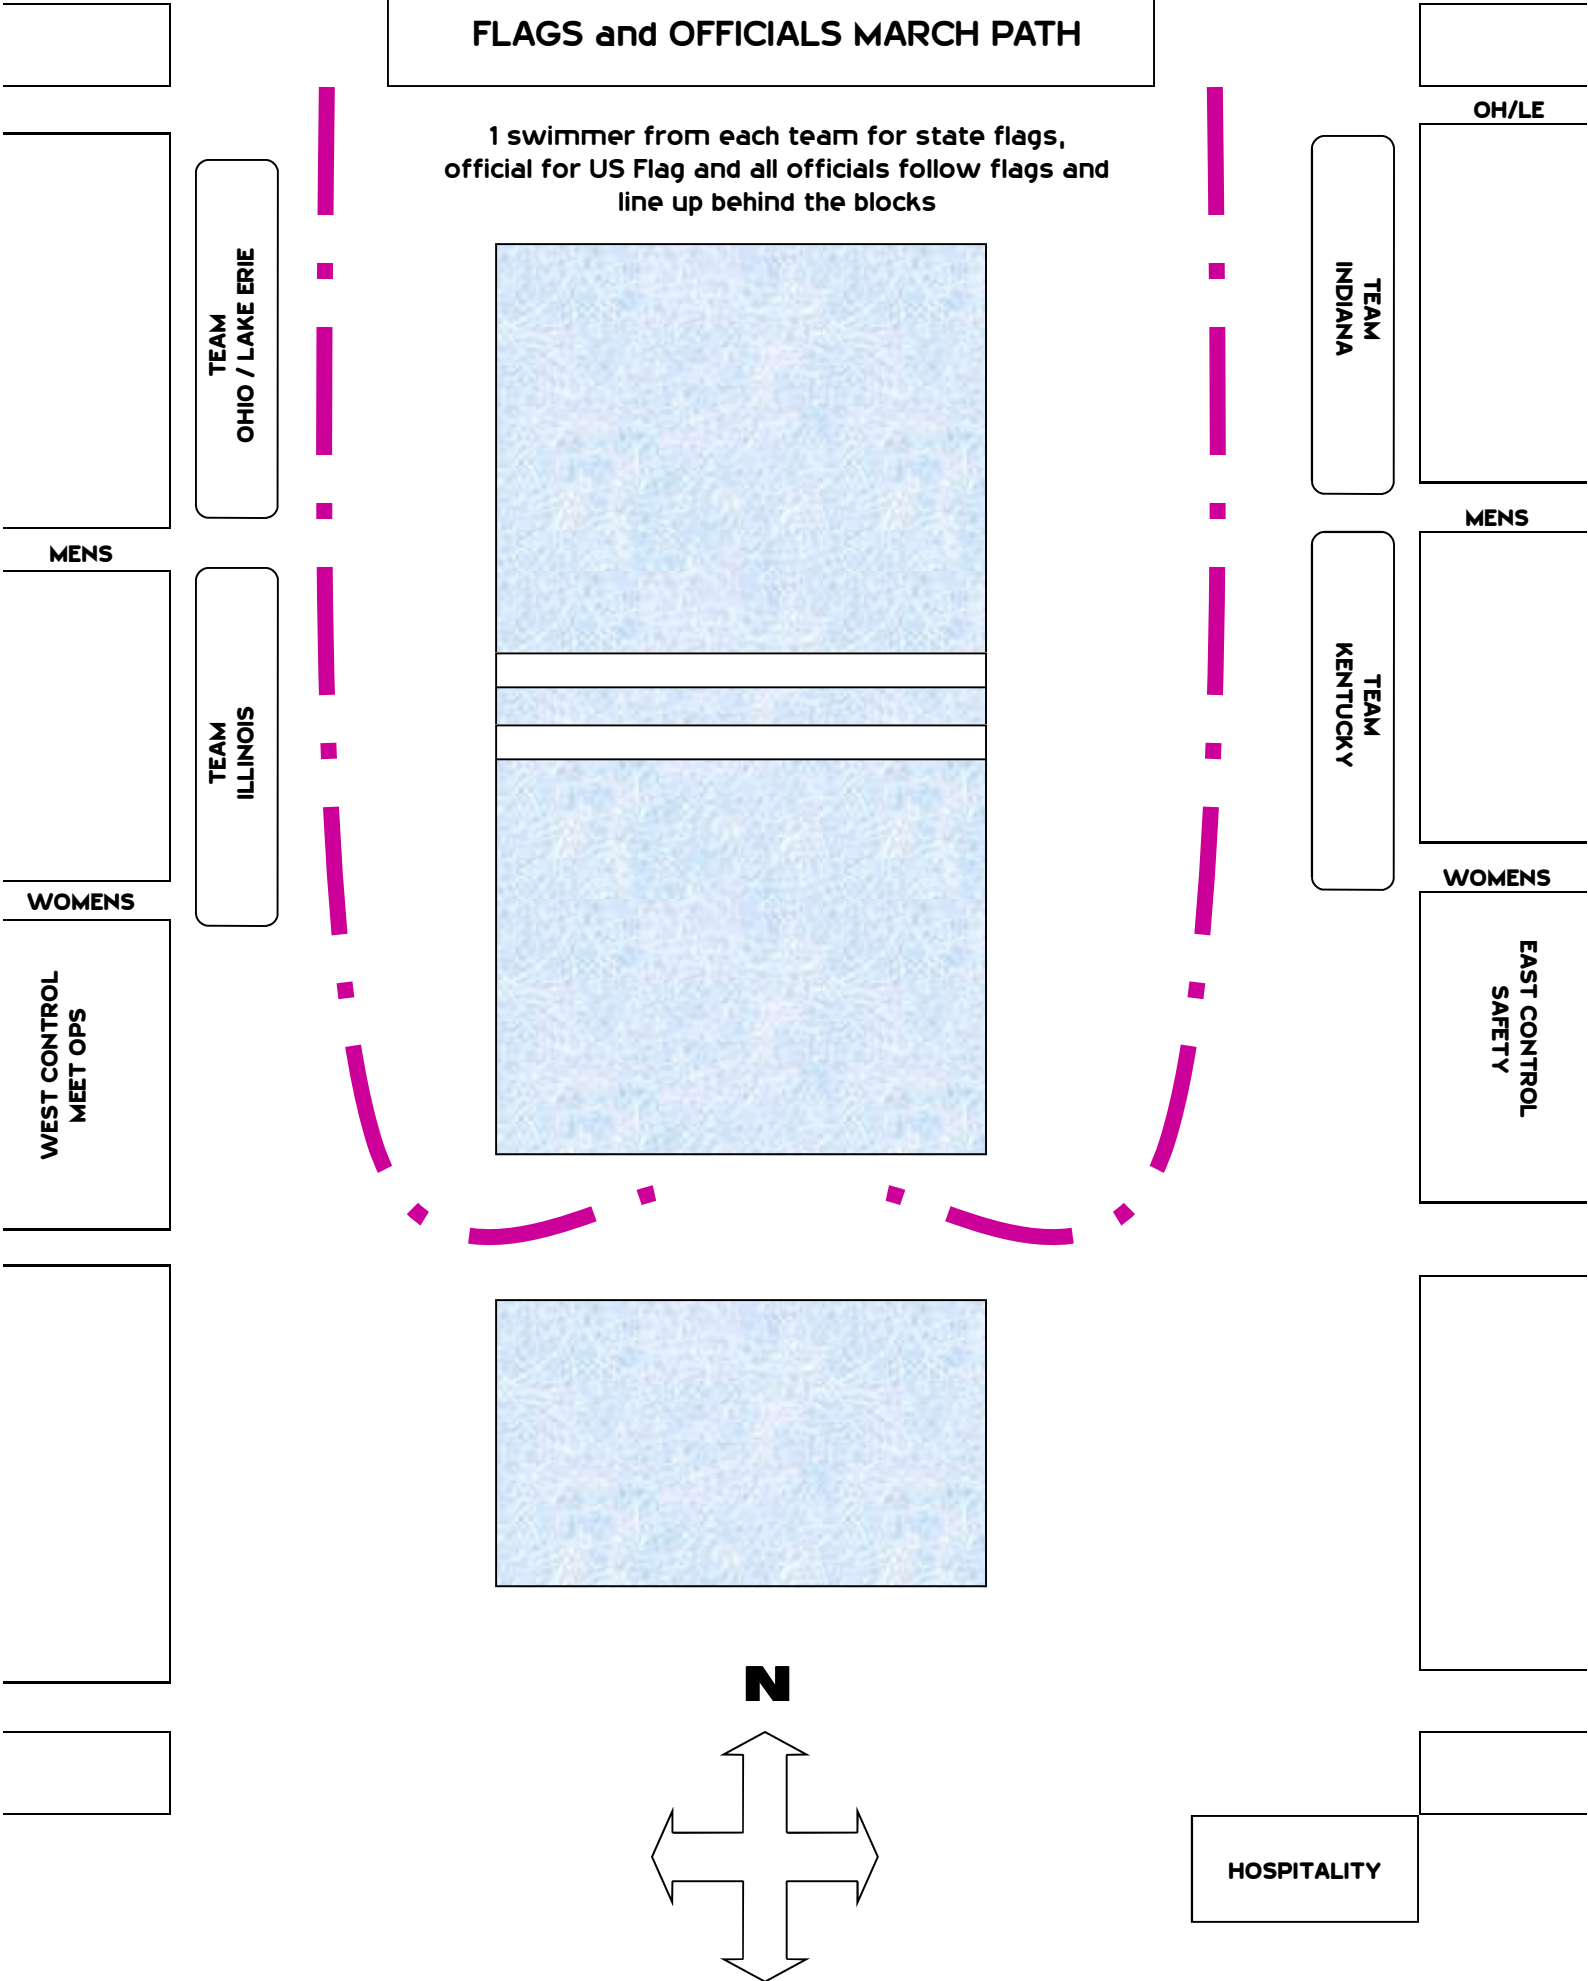 FLAGS and OFFICIALS MARCH PATH
1 swimmer from each team for state flags,
official for US Flag and all officials follow flags and
line up behind the blocks
OH/LE
TEAM
OHIO / LAKE ERIE
TEAM
INDIANA
MENS
MENS
TEAM
ILLINOIS
TEAM
KENTUCKY
WOMENS
WOMENS
WEST CONTROL
MEET OPS
EAST CONTROL
SAFETY
N
HOSPITALITY